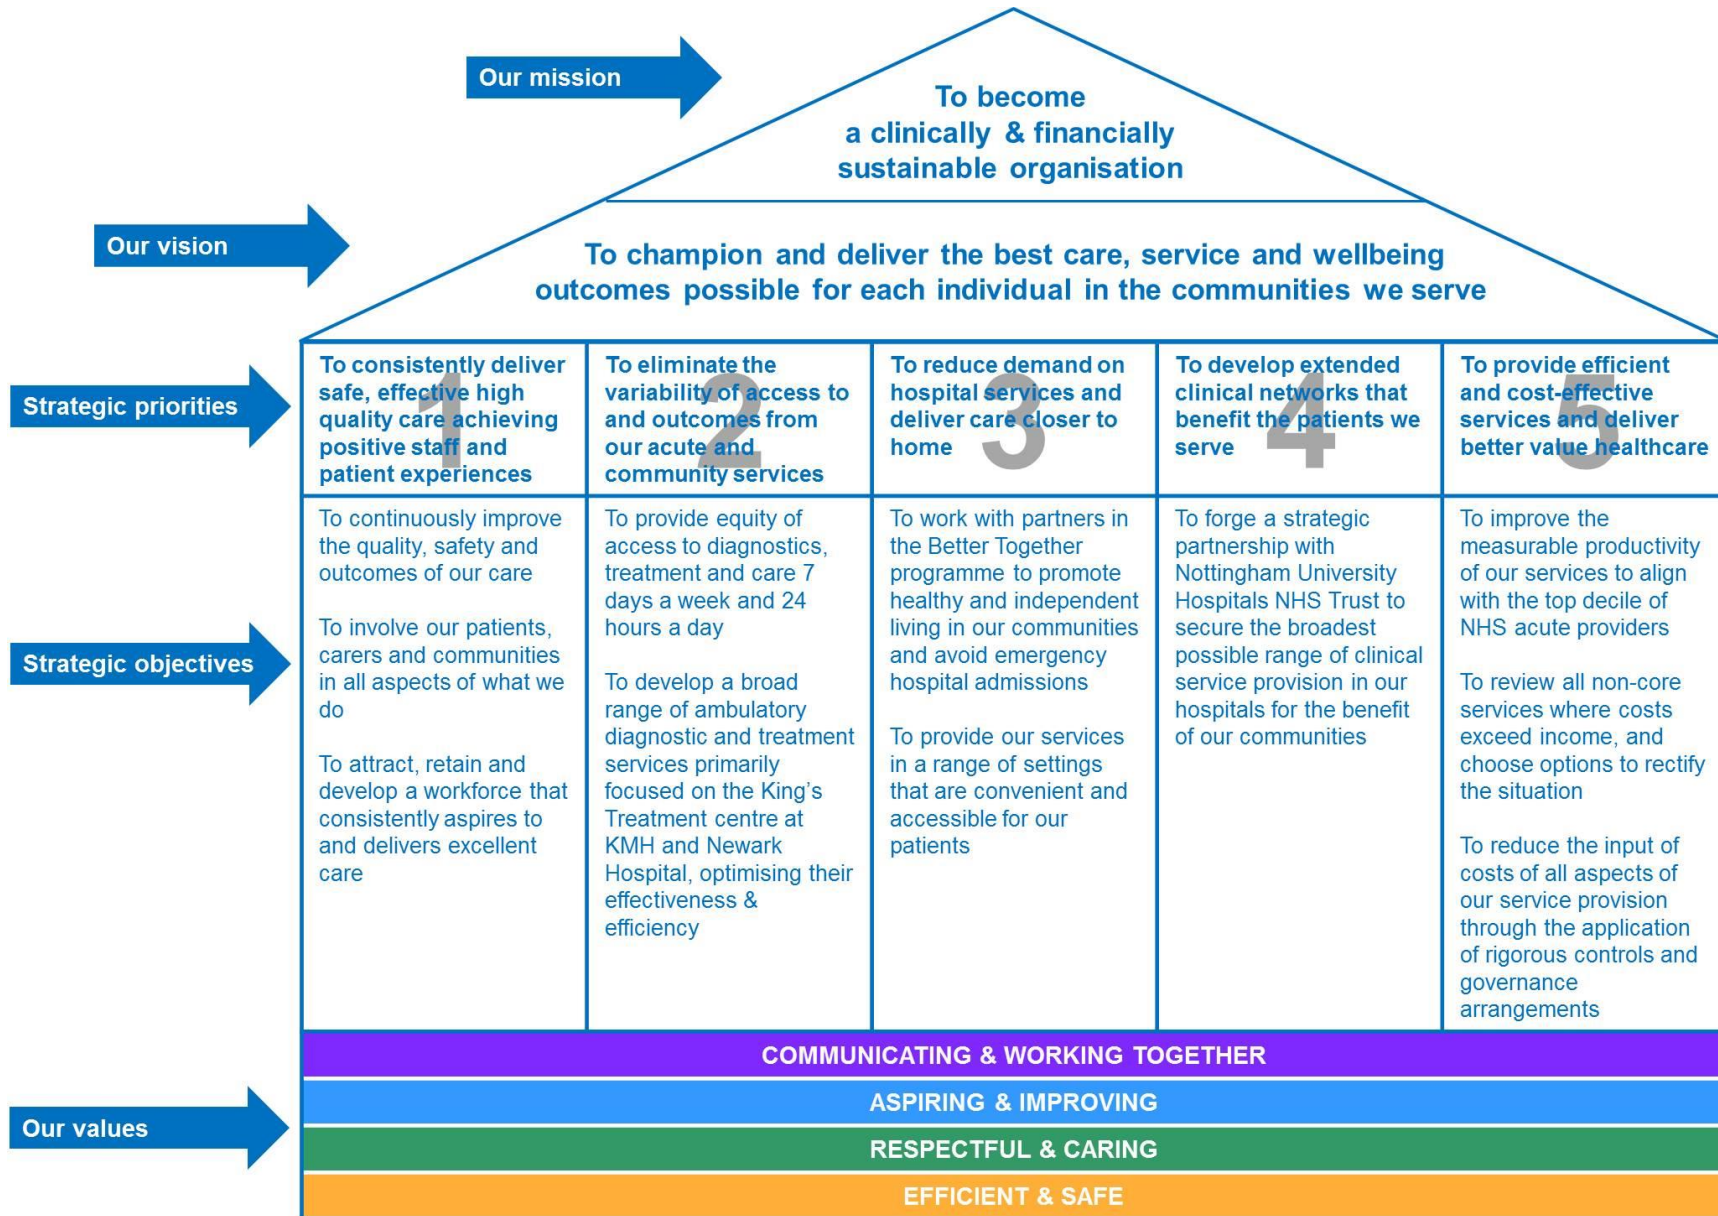 Our mission
To become
a clinically & financially
sustainable organisation
Our vision
To champion and deliver the best care, service and wellbeing
outcomes possible for each individual in the communities we serve
Strategic priorities
1
To consistently deliver
safe, effective high
quality care achieving
positive staff and
patient experiences
2
To eliminate the
variability of access to
and outcomes from
our acute and
community services
3
To reduce demand on
hospital services and
deliver care closer to
home
4
To develop extended
clinical networks that
benefit the patients we
serve
5
To provide efficient
and cost-effective
services and deliver
better value healthcare
Strategic objectives
To continuously improve
the quality, safety and
outcomes of our care
To involve our patients,
carers and communities
in all aspects of what we
do
To attract, retain and
develop a workforce that
consistently aspires to
and delivers excellent
care
To provide equity of
access to diagnostics,
treatment and care 7
days a week and 24
hours a day
To develop a broad
range of ambulatory
diagnostic and treatment
services primarily
focused on the King's
Treatment centre at
KMH and Newark
Hospital, optimising their
effectiveness &
efficiency
To work with partners in
the Better Together
programme to promote
healthy and independent
living in our communities
and avoid emergency
hospital admissions
To provide our services
in a range of settings
that are convenient and
accessible for our
patients
To forge a strategic
partnership with
Nottingham University
Hospitals NHS Trust to
secure the broadest
possible range of clinical
service provision in our
hospitals for the benefit
of our communities
To improve the
measurable productivity
of our services to align
with the top decile of
NHS acute providers
To review all non-core
services where costs
exceed income, and
choose options to rectify
the situation
To reduce the input of
costs of all aspects of
our service provision
through the application
of rigorous controls and
governance
arrangements
Our values
COMMUNICATING & WORKING TOGETHER
ASPIRING & IMPROVING
RESPECTFUL & CARING
EFFICIENT & SAFE